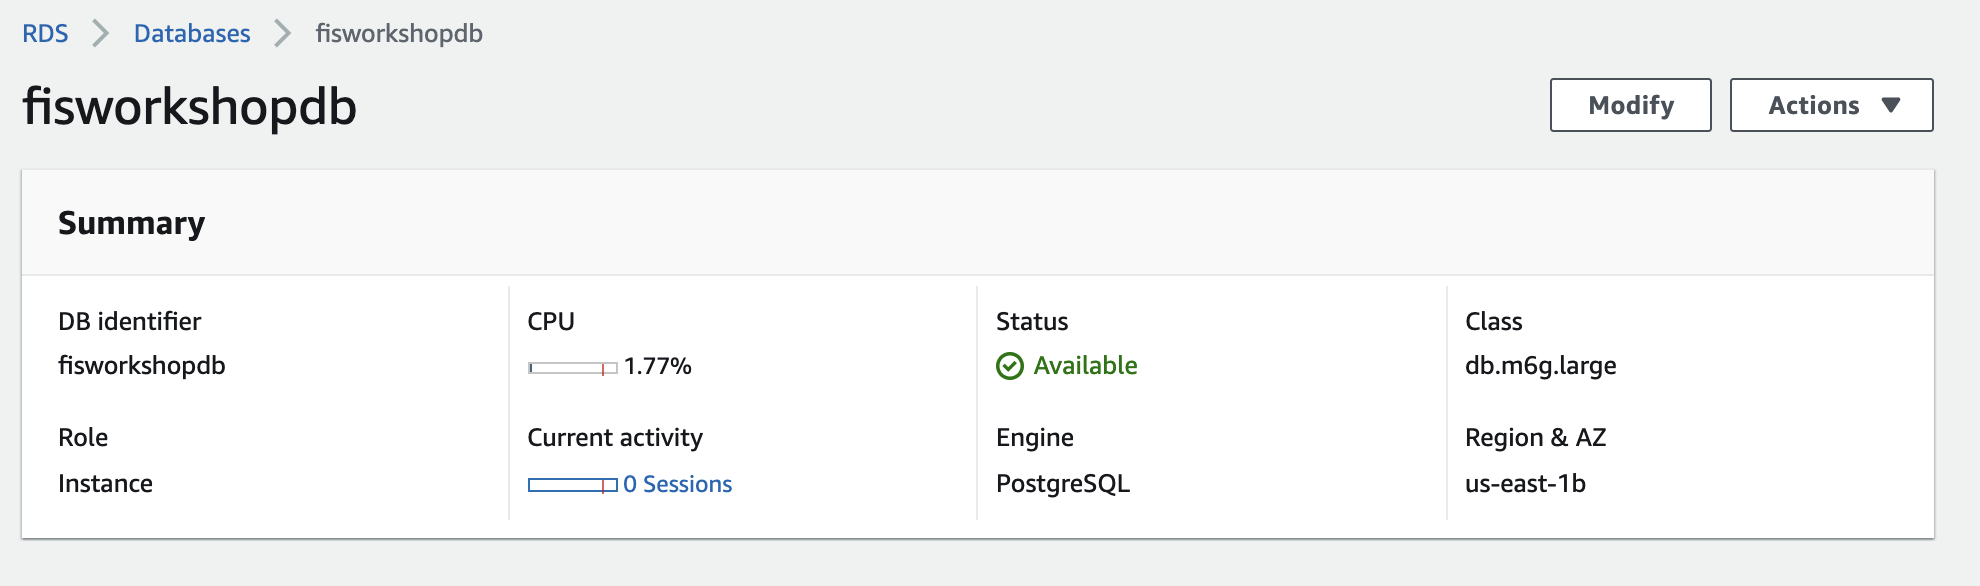 RDS > Databases > fisworkshopdb
fisworkshopdb
Modify
Actions ▼
Summary
DB identifier
fisworkshopdb
CPU
1.77%
Status
Available
Class
db.m6g.large
Role
Instance
Current activity
0 Sessions
Engine
PostgreSQL
Region & AZ
us-east-1b